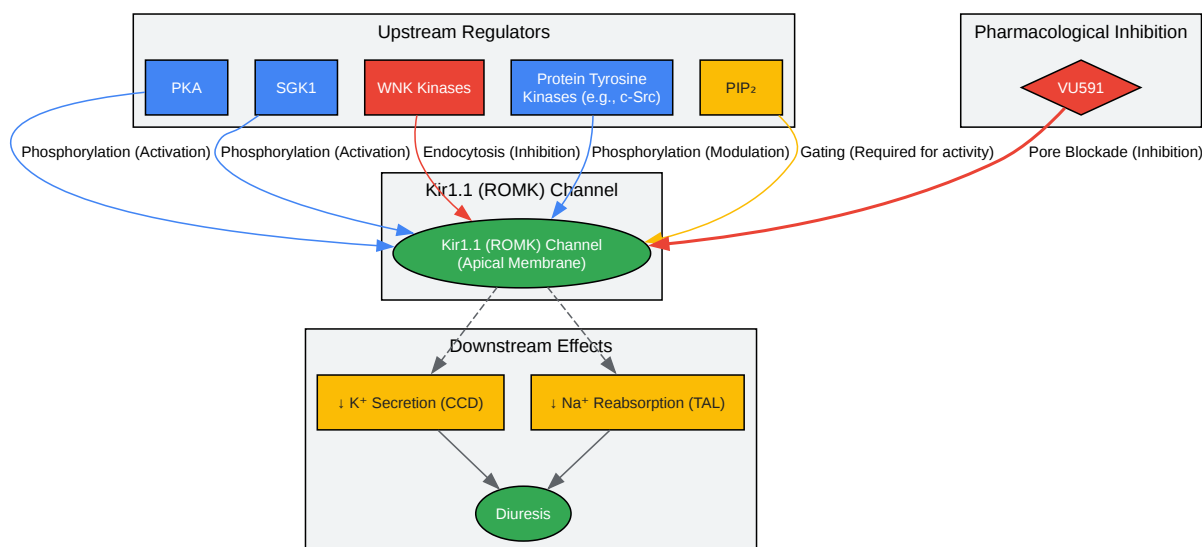 Upstream Regulators
Pharmacological Inhibition
PKA
SGK1
WNK Kinases
Protein Tyrosine
Kinases (e.g., c-Src)
PIP₂
VU591
Phosphorylation (Activation)
Phosphorylation (Activation)
Endocytosis (Inhibition)
Phosphorylation (Modulation)
Gating (Required for activity)
Pore Blockade (Inhibition)
Kir1.1 (ROMK) Channel
Kir1.1 (ROMK) Channel
(Apical Membrane)
Downstream Effects
↓ K⁺ Secretion (CCD)
↓ Na⁺ Reabsorption (TAL)
Diuresis